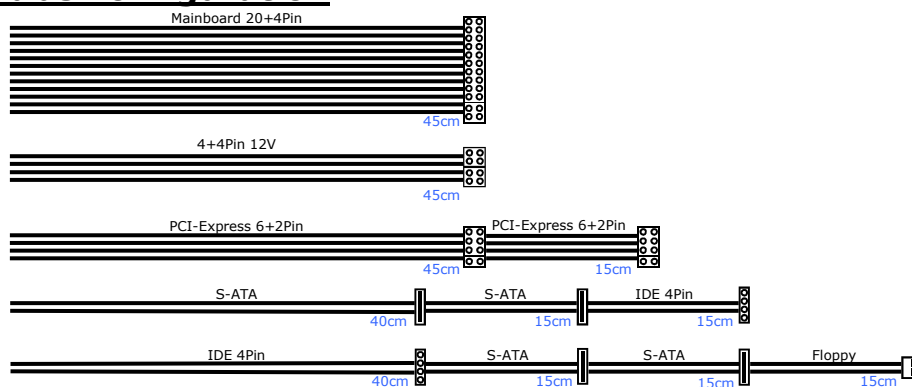 Mainboard 20+4Pin
45cm
4+4Pin 12V
45cm
PCI-Express 6+2Pin PCI-Express 6+2Pin
45cm 15cm
S-ATA S-ATA IDE 4Pin
40cm 15cm 15cm
IDE 4Pin S-ATA S-ATA Floppy
40cm 15cm 15cm 15cm